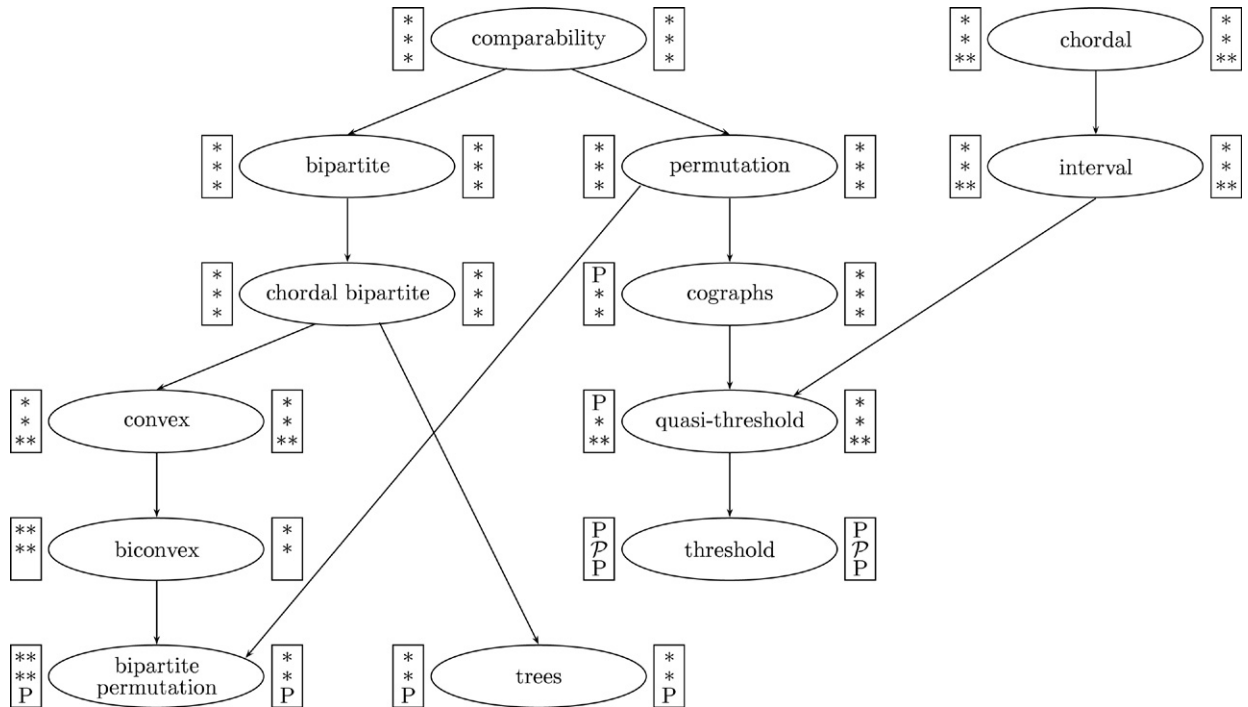 * comparability *
* *
* *
* chordal *
* *
** **
* bipartite *
* *
* *
* permutation *
* *
* *
* interval *
* *
** **
* chordal bipartite *
* *
* *
P cographs *
* *
* *
* convex *
* *
** **
P quasi-threshold *
* *
** **
** biconvex *
** *
P threshold P
𝒫 𝒫
P P
** bipartite *
** permutation *
P P
* trees *
* *
P P